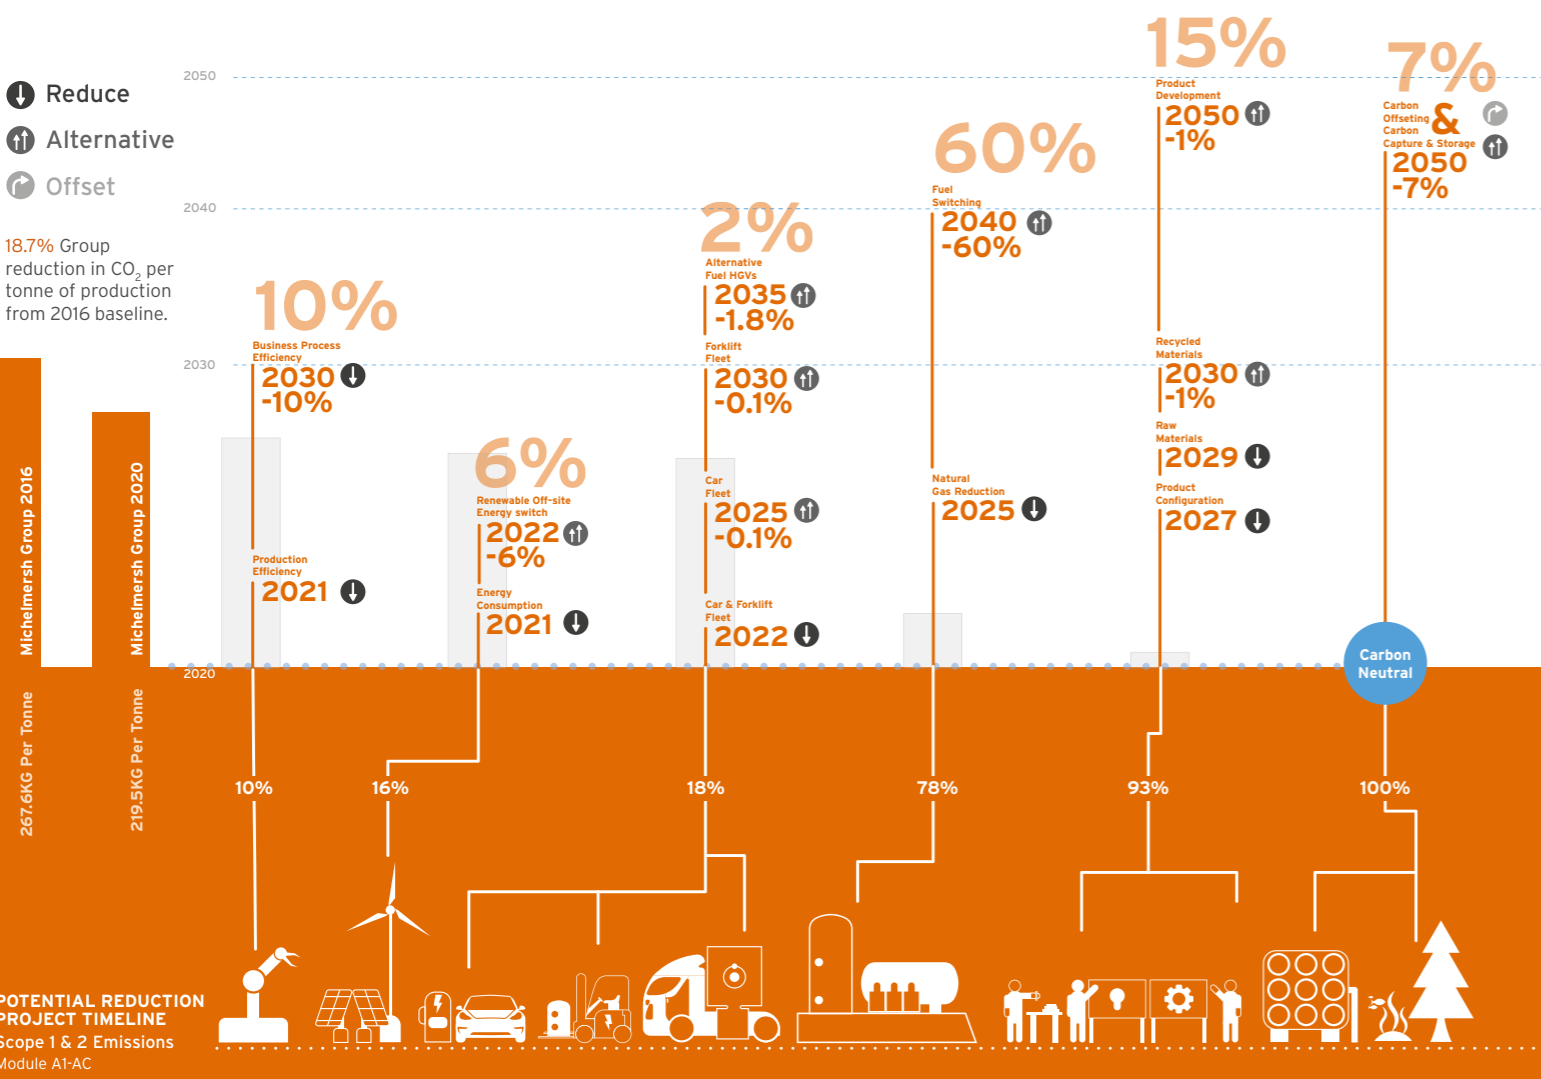 Reduce
Alternative
Offset
18.7% Group
reduction in CO2 per
tonne of production
from 2016 baseline.
2050
2040
2030
2020
Michelmersh Group 2016
267.6KG Per Tonne
Michelmersh Group 2020
219.5KG Per Tonne
10%
Business Process
Efficiency
2030
-10%
Production
Efficiency
2021
6%
Renewable Off-site
Energy switch
2022
-6%
Energy
Consumption
2021
2%
Alternative
Fuel HGVs
2035
-1.8%
Forklift
Fleet
2030
-0.1%
Car
Fleet
2025
-0.1%
Car & Forklift
Fleet
2022
60%
Fuel
Switching
2040
-60%
Natural
Gas Reduction
2025
15%
Product
Development
2050
-1%
Recycled
Materials
2030
-1%
Raw
Materials
2029
Product
Configuration
2027
7%
Carbon
Offseting
&
Carbon
Capture & Storage
2050
-7%
Carbon
Neutral
10%
16%
18%
78%
93%
100%
POTENTIAL REDUCTION
PROJECT TIMELINE
Scope 1 & 2 Emissions
Module A1-AC